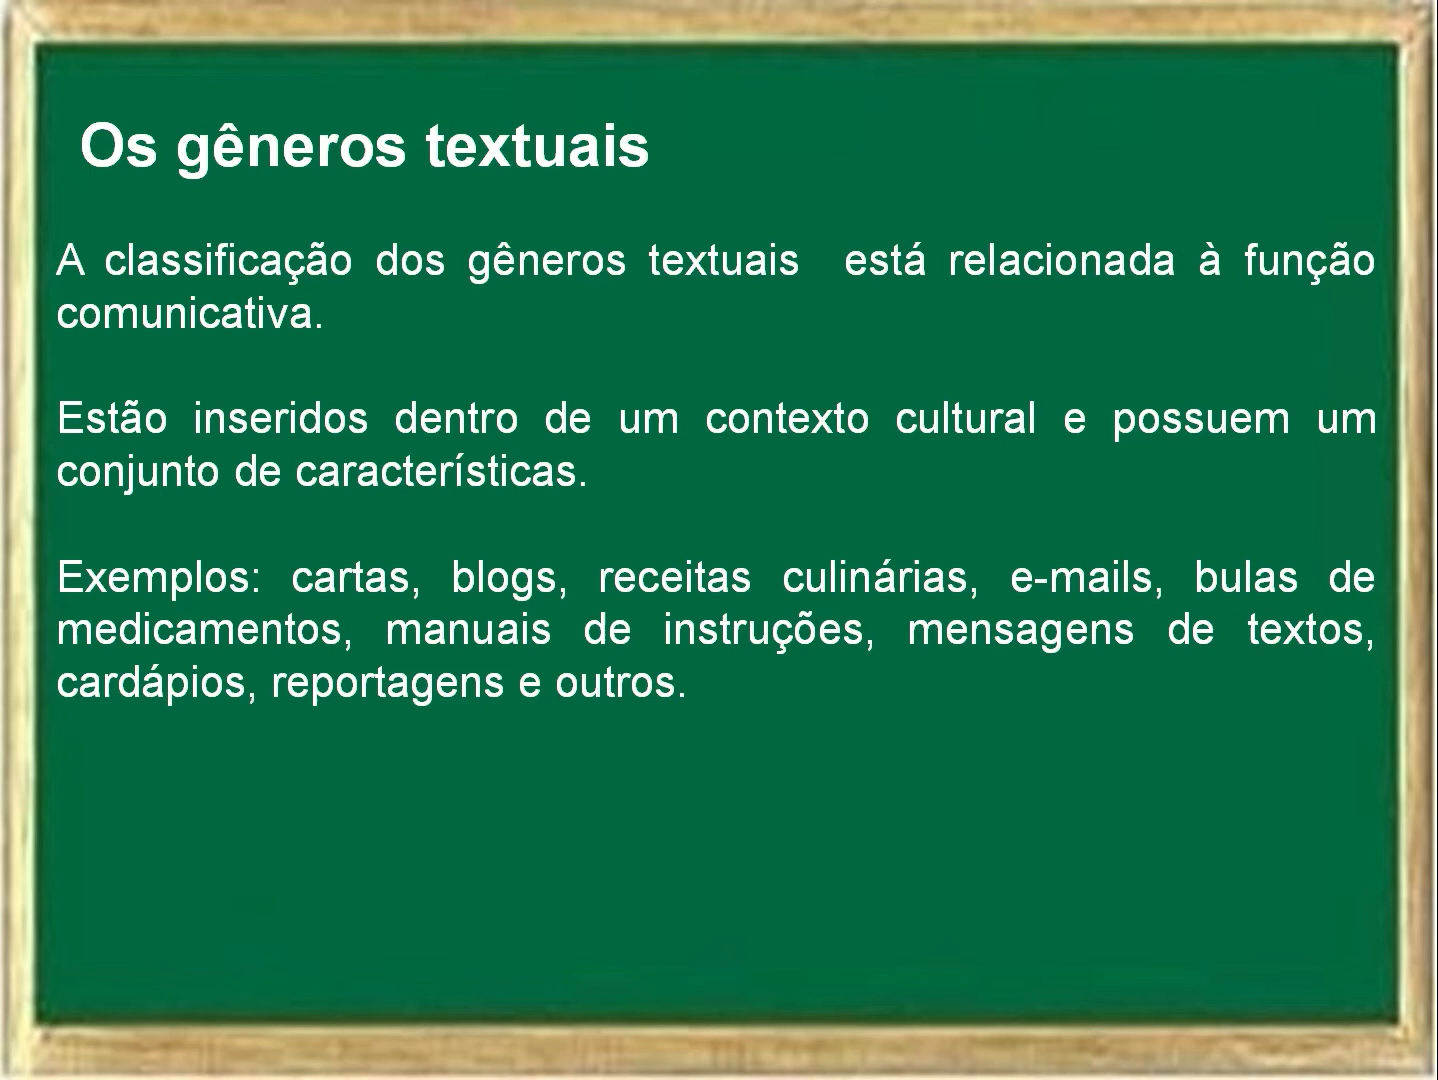 Os gêneros textuais
A classificação dos gêneros textuais está relacionada à função
comunicativa.
Estão inseridos dentro de um contexto cultural e possuem um
conjunto de características.
Exemplos: cartas, blogs, receitas culinárias, e-mails, bulas de
medicamentos, manuais de instruções, mensagens de textos,
cardápios, reportagens e outros.